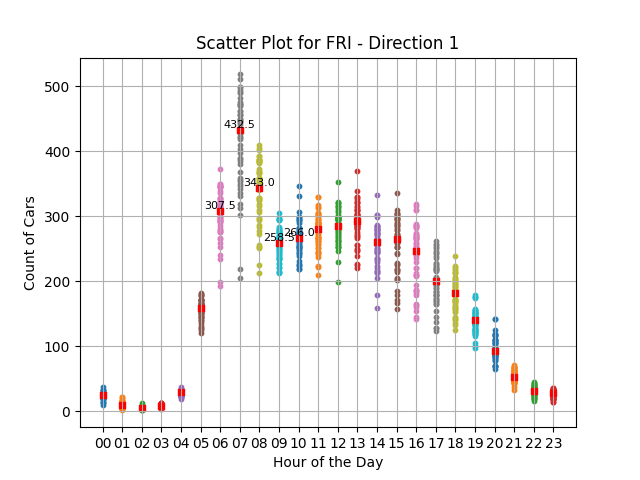 Scatter Plot for FRI - Direction 1
Count of Cars
500
400
300
200
100
0
432.5
343.0
307.5
258.5
266.0
00 01 02 03 04 05 06 07 08 09 10 11 12 13 14 15 16 17 18 19 20 21 22 23
Hour of the Day